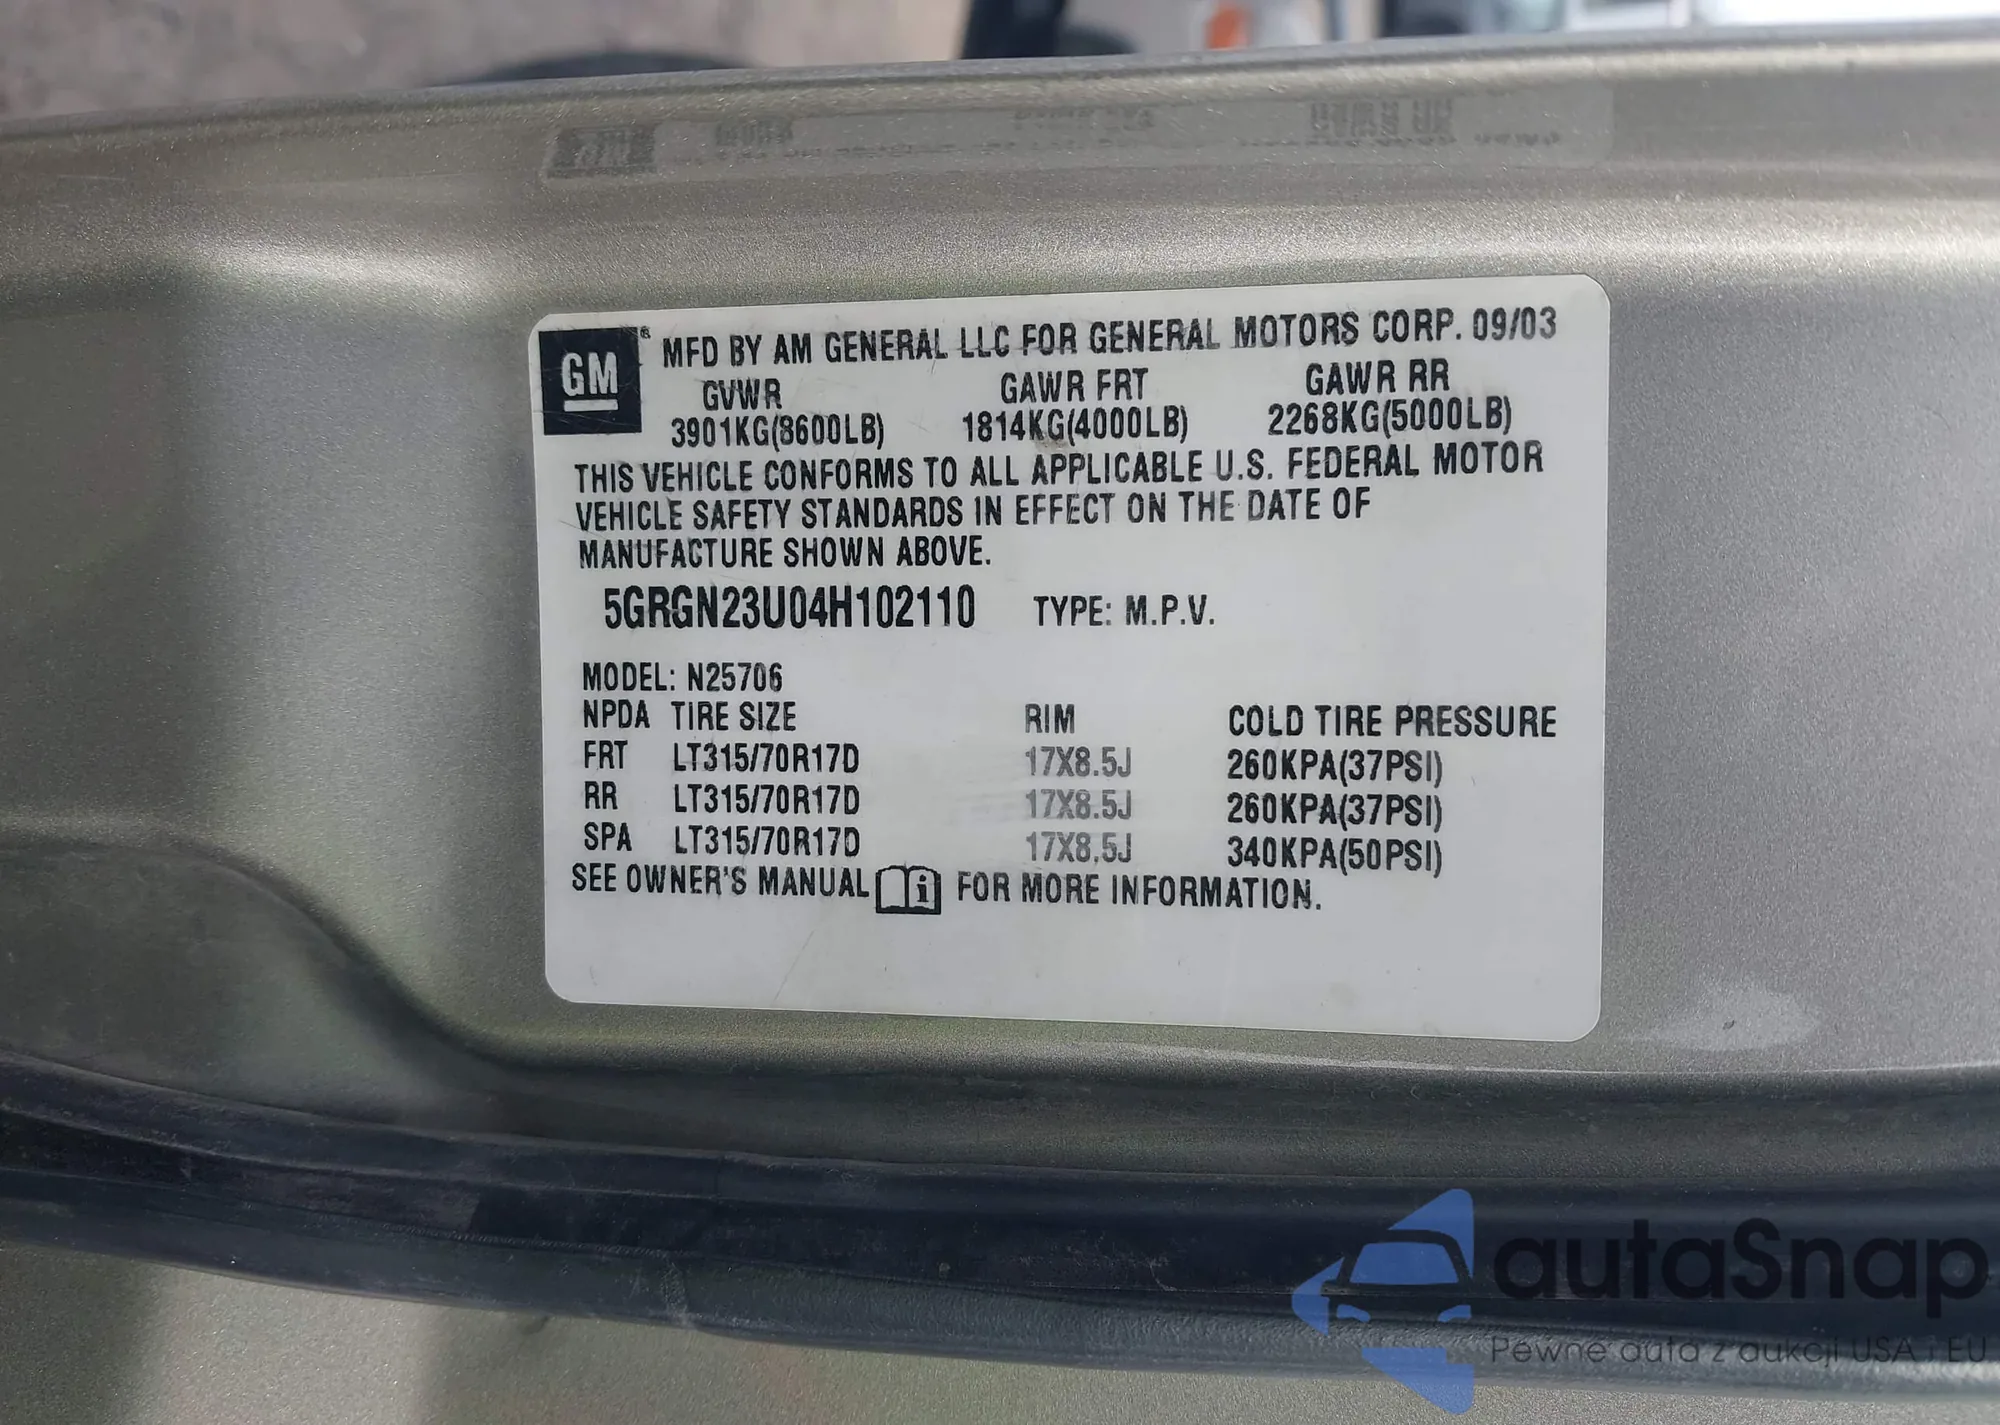 GM® MFD BY AM GENERAL LLC FOR GENERAL MOTORS CORP. 09/03
GVWR GAWR FRT GAWR RR
3901KG(8600LB) 1814KG(4000LB) 2268KG(5000LB)
THIS VEHICLE CONFORMS TO ALL APPLICABLE U.S. FEDERAL MOTOR
VEHICLE SAFETY STANDARDS IN EFFECT ON THE DATE OF
MANUFACTURE SHOWN ABOVE.
5GRGN23U04H102110 TYPE: M.P.V.
MODEL: N25706
NPDA TIRE SIZE RIM COLD TIRE PRESSURE
FRT LT315/70R17D 17X8.5J 260KPA(37PSI)
RR LT315/70R17D 17X8.5J 260KPA(37PSI)
SPA LT315/70R17D 17X8.5J 340KPA(50PSI)
SEE OWNER'S MANUAL i FOR MORE INFORMATION.
autoSnap
Pewne auta z aukcji USA i EU